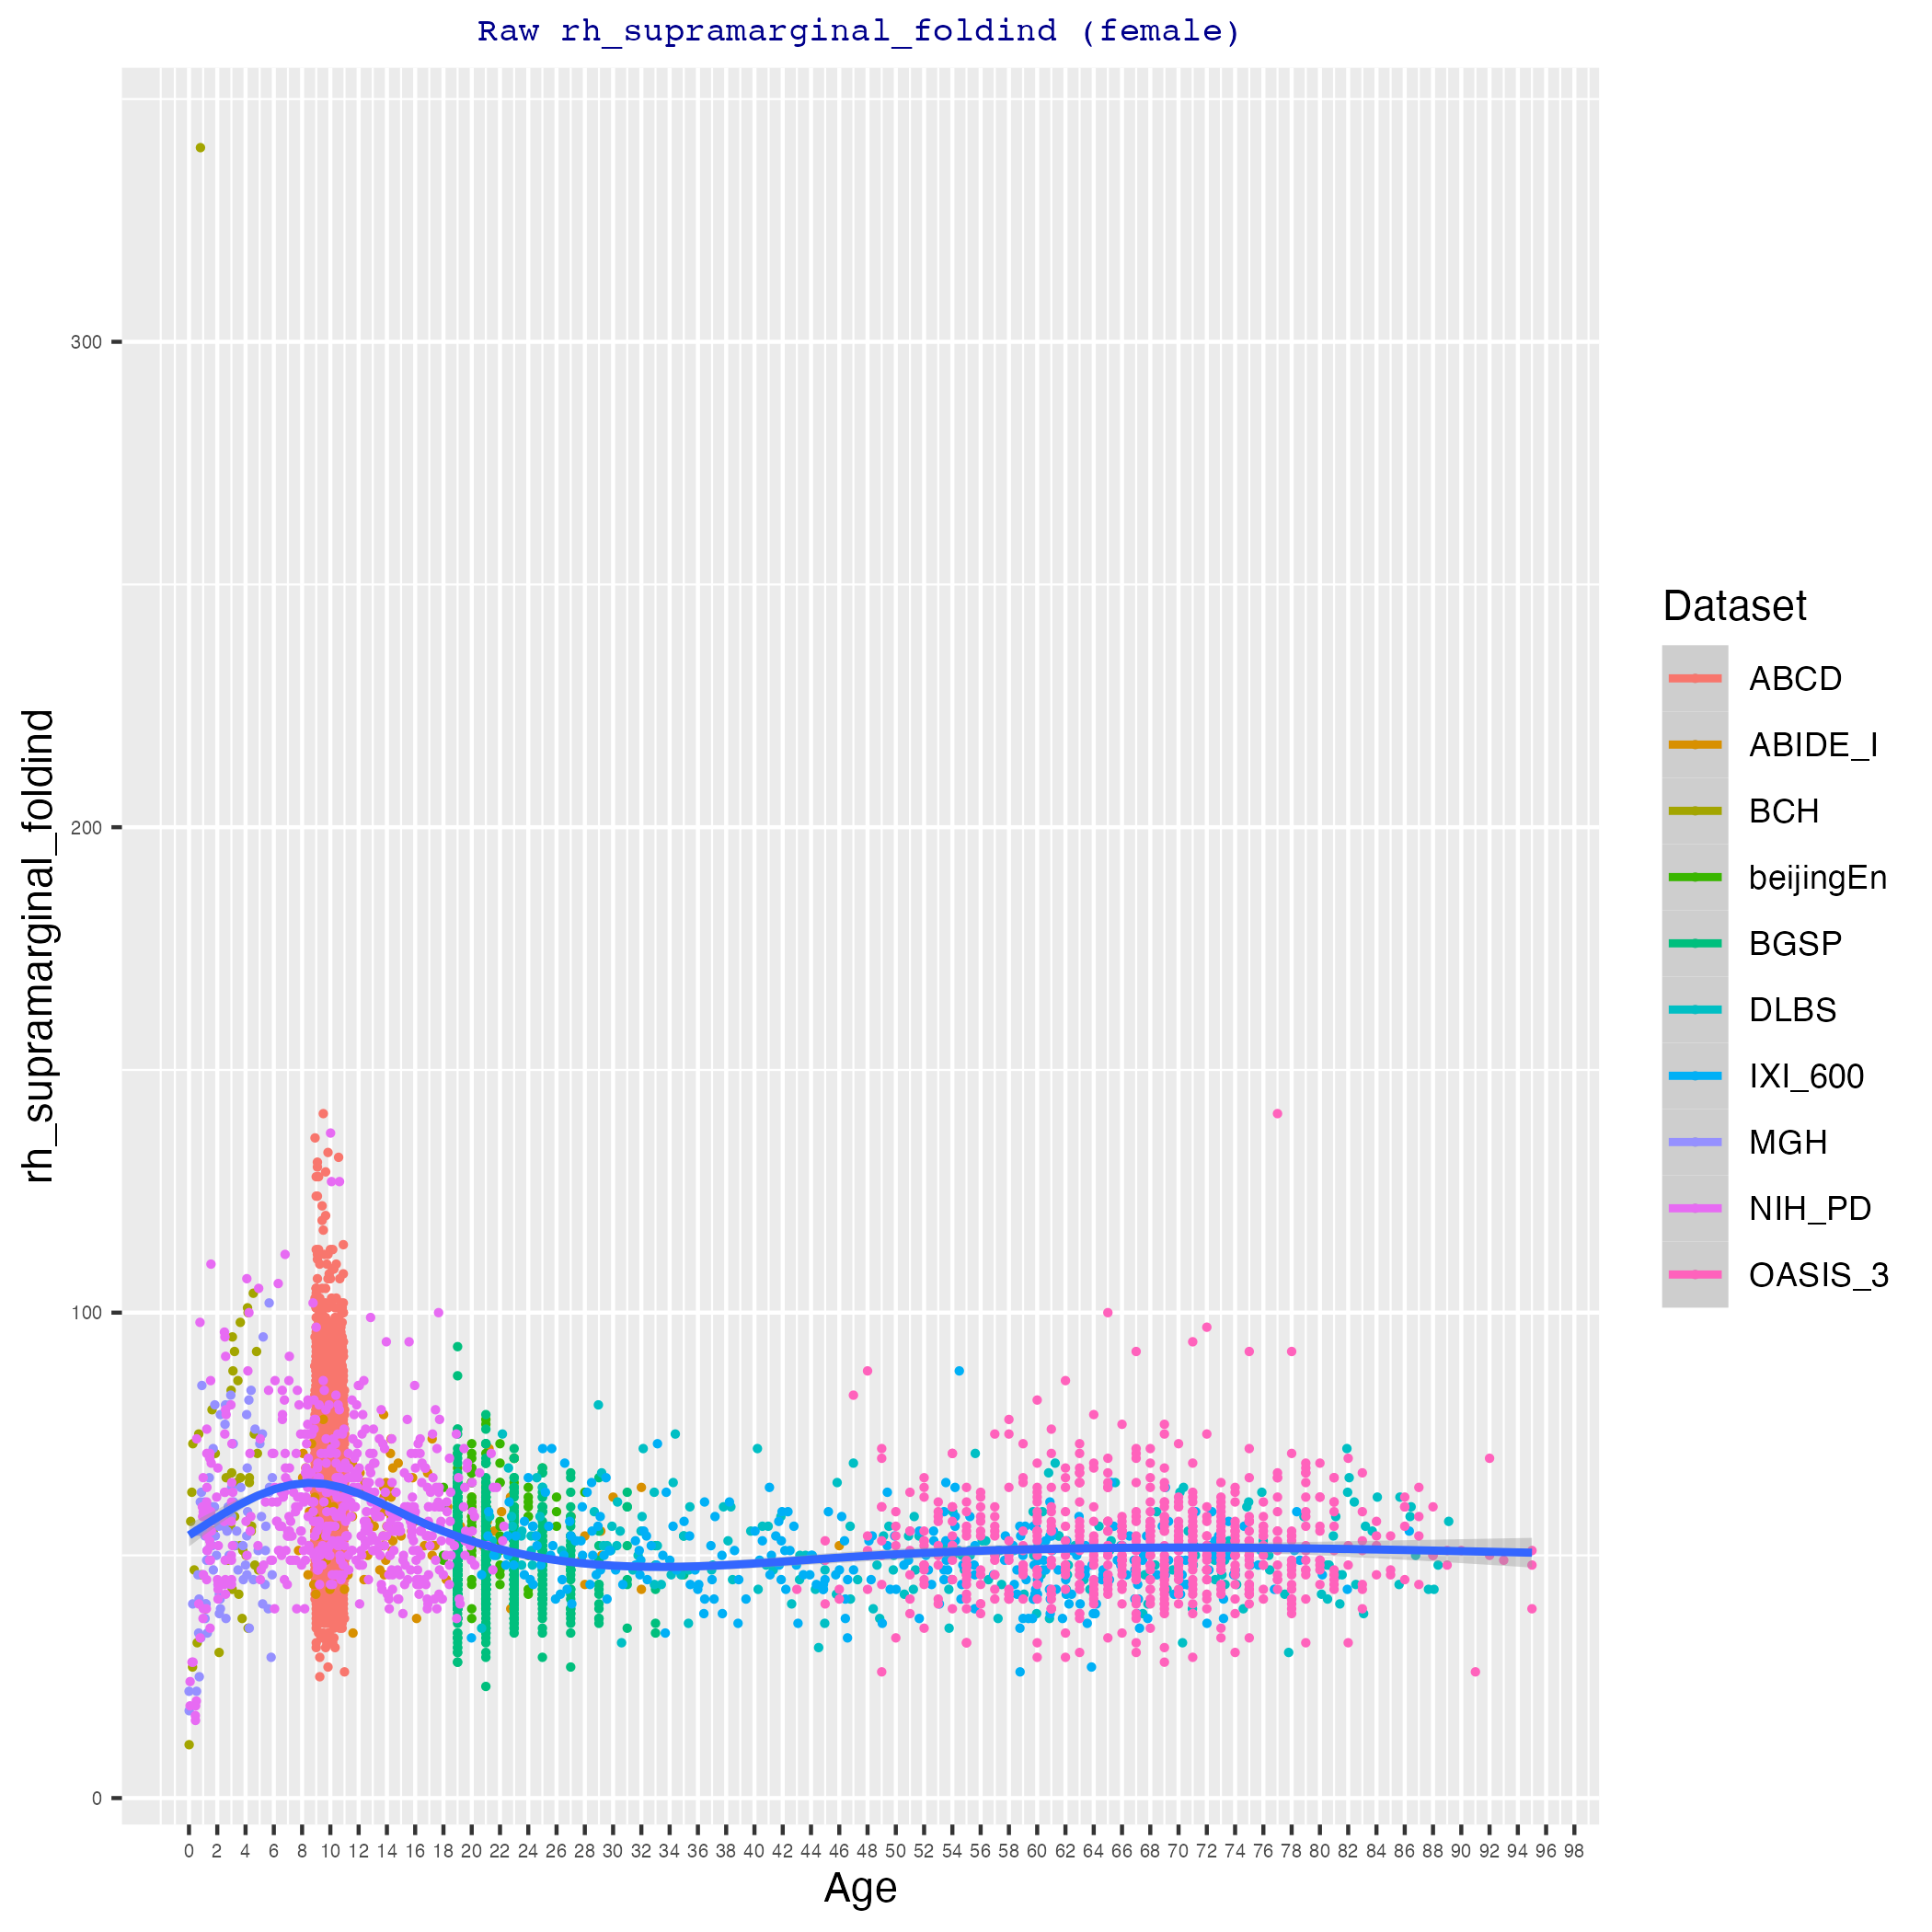 Raw rh_supramarginal_foldind (female)
rh_supramarginal_foldind
300
200
100
0
0 2 4 6 8 10 12 14 16 18 20 22 24 26 28 30 32 34 36 38 40 42 44 46 48 50 52 54 56 58 60 62 64 66 68 70 72 74 76 78 80 82 84 86 88 90 92 94 96 98
Age
Dataset
ABCD
ABIDE_I
BCH
beijingEn
BGSP
DLBS
IXI_600
MGH
NIH_PD
OASIS_3